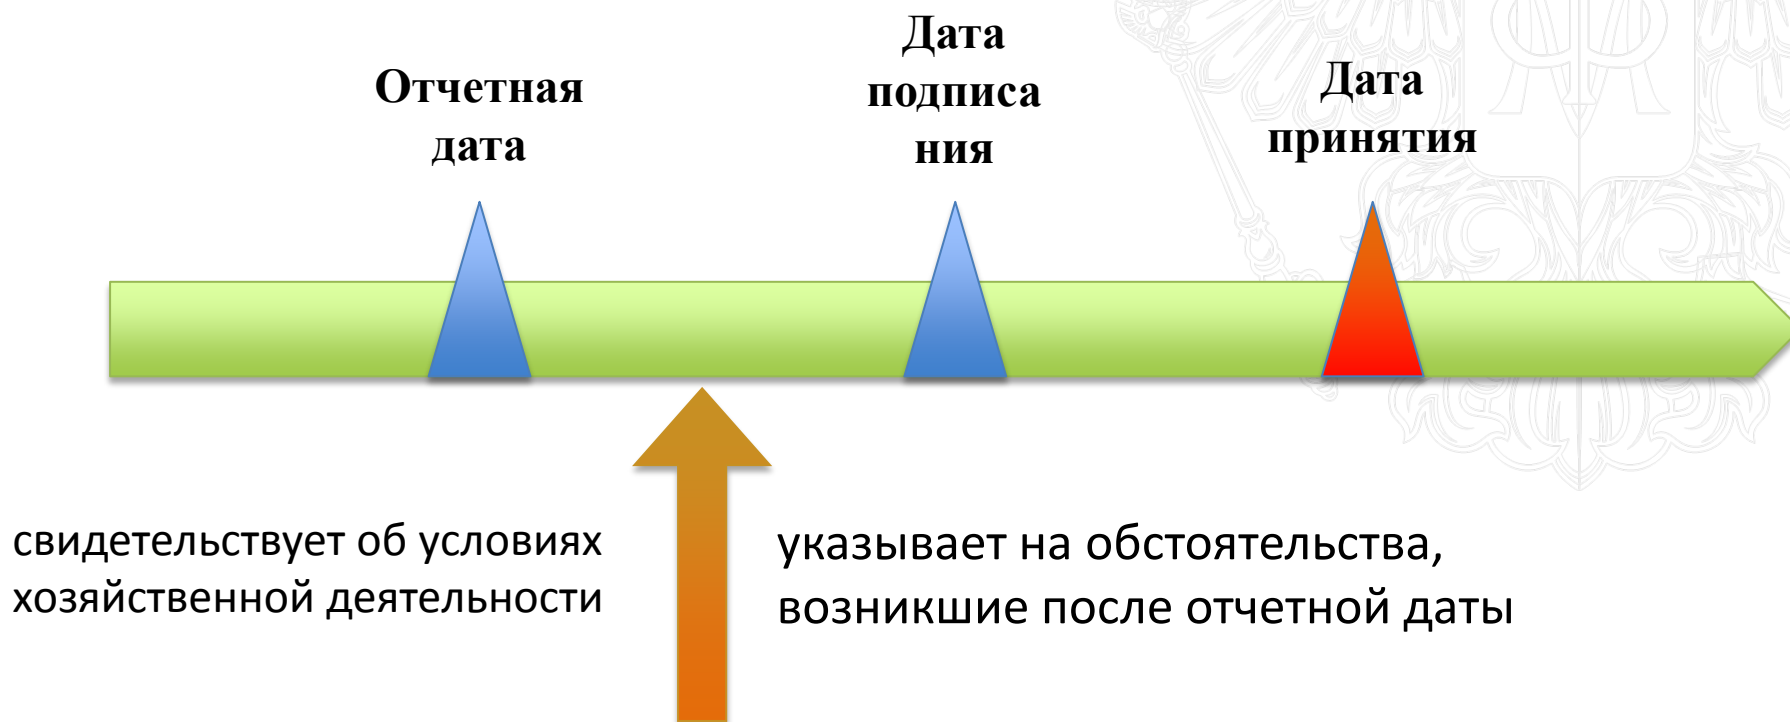 Отчетная
дата
Дата
подписа
ния
Дата
принятия
свидетельствует об условиях
хозяйственной деятельности
указывает на обстоятельства,
возникшие после отчетной даты